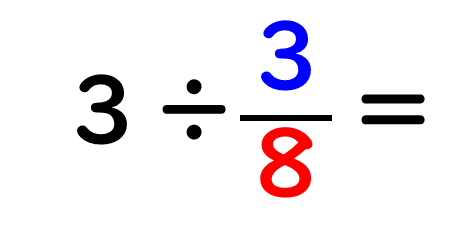 3 ÷ 3/8 =